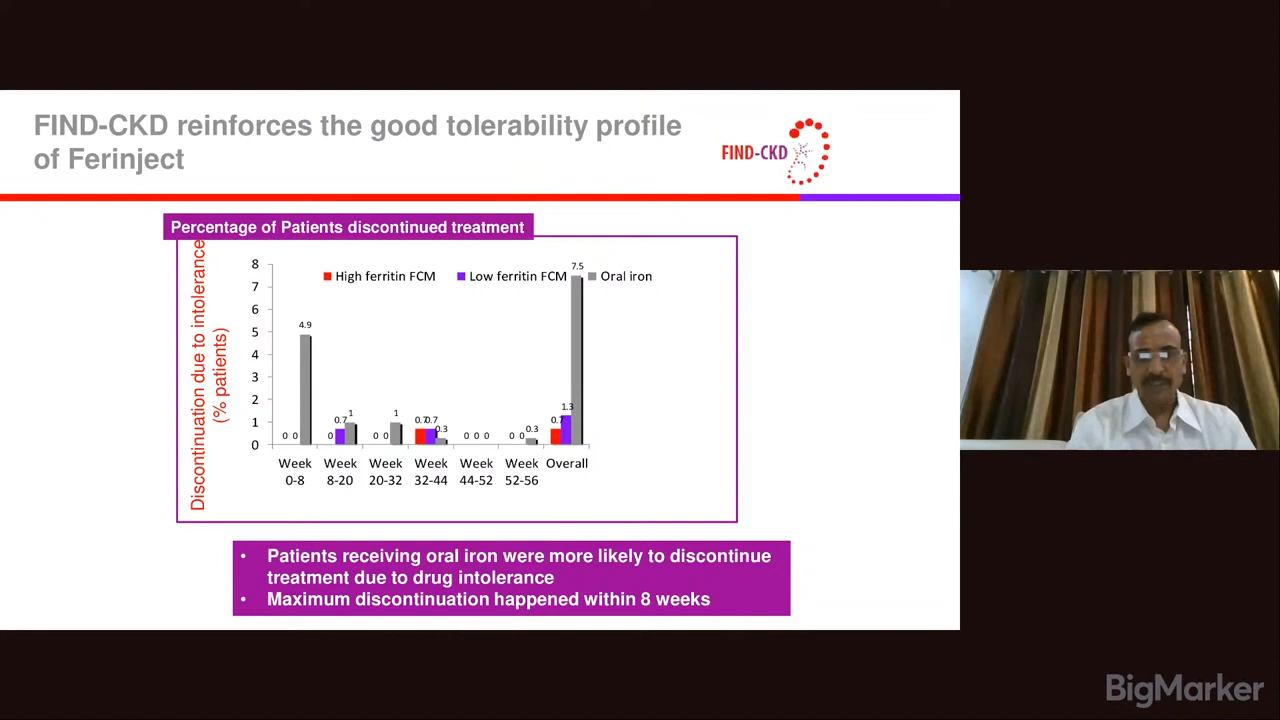 FIND-CKD reinforces the good tolerability profile
of Ferinject
FIND-CKD
Percentage of Patients discontinued treatment
Discontinuation due to intolerance
(% patients)
High ferritin FCM
Low ferritin FCM
Oral iron
8
7
6
5
4
3
2
1
0
0 0 4.9
0 0.7 1
0 0 1
0.7 0.7 0.3
0 0 0
0 0 0.3
0.7 1.3 7.5
Week
0-8
Week
8-20
Week
20-32
Week
32-44
Week
44-52
Week
52-56
Overall
• Patients receiving oral iron were more likely to discontinue
treatment due to drug intolerance
• Maximum discontinuation happened within 8 weeks
BigMarker